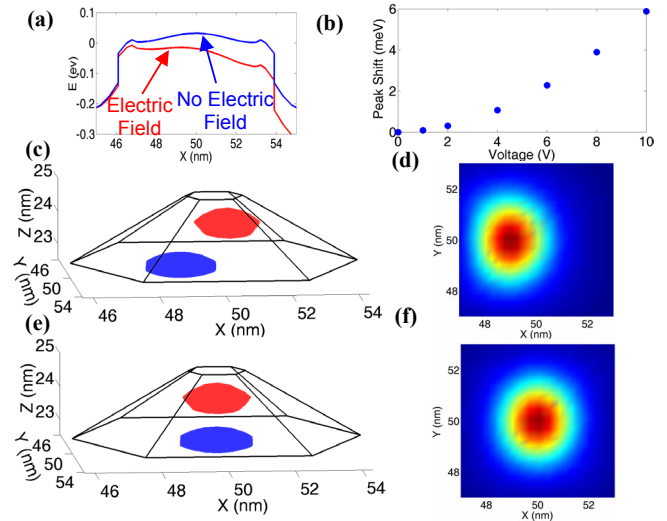 (a)
0.1
0
-0.1
-0.2
-0.3
E (ev)
Electric
Field
No Electric
Field
46 48 50 52 54
X (nm)
(b)
6
4
2
0
Peak Shift (meV)
0 2 4 6 8 10
Voltage (V)
(c)
25
24
23
Z (nm)
46
50
54
Y (nm)
46 48 50 52 54
X (nm)
(d)
52
50
48
Y (nm)
48 50 52
X (nm)
(e)
25
24
23
Z (nm)
46
50
54
Y (nm)
46 48 50 52 54
X (nm)
(f)
52
50
48
Y (nm)
48 50 52
X (nm)